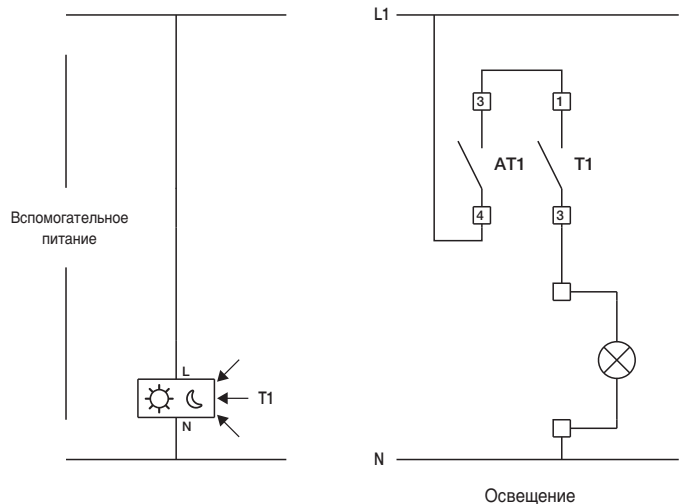 L1
3
1
AT1
T1
4
3
Вспомогательное
питание
L
T1
N
N
Освещение